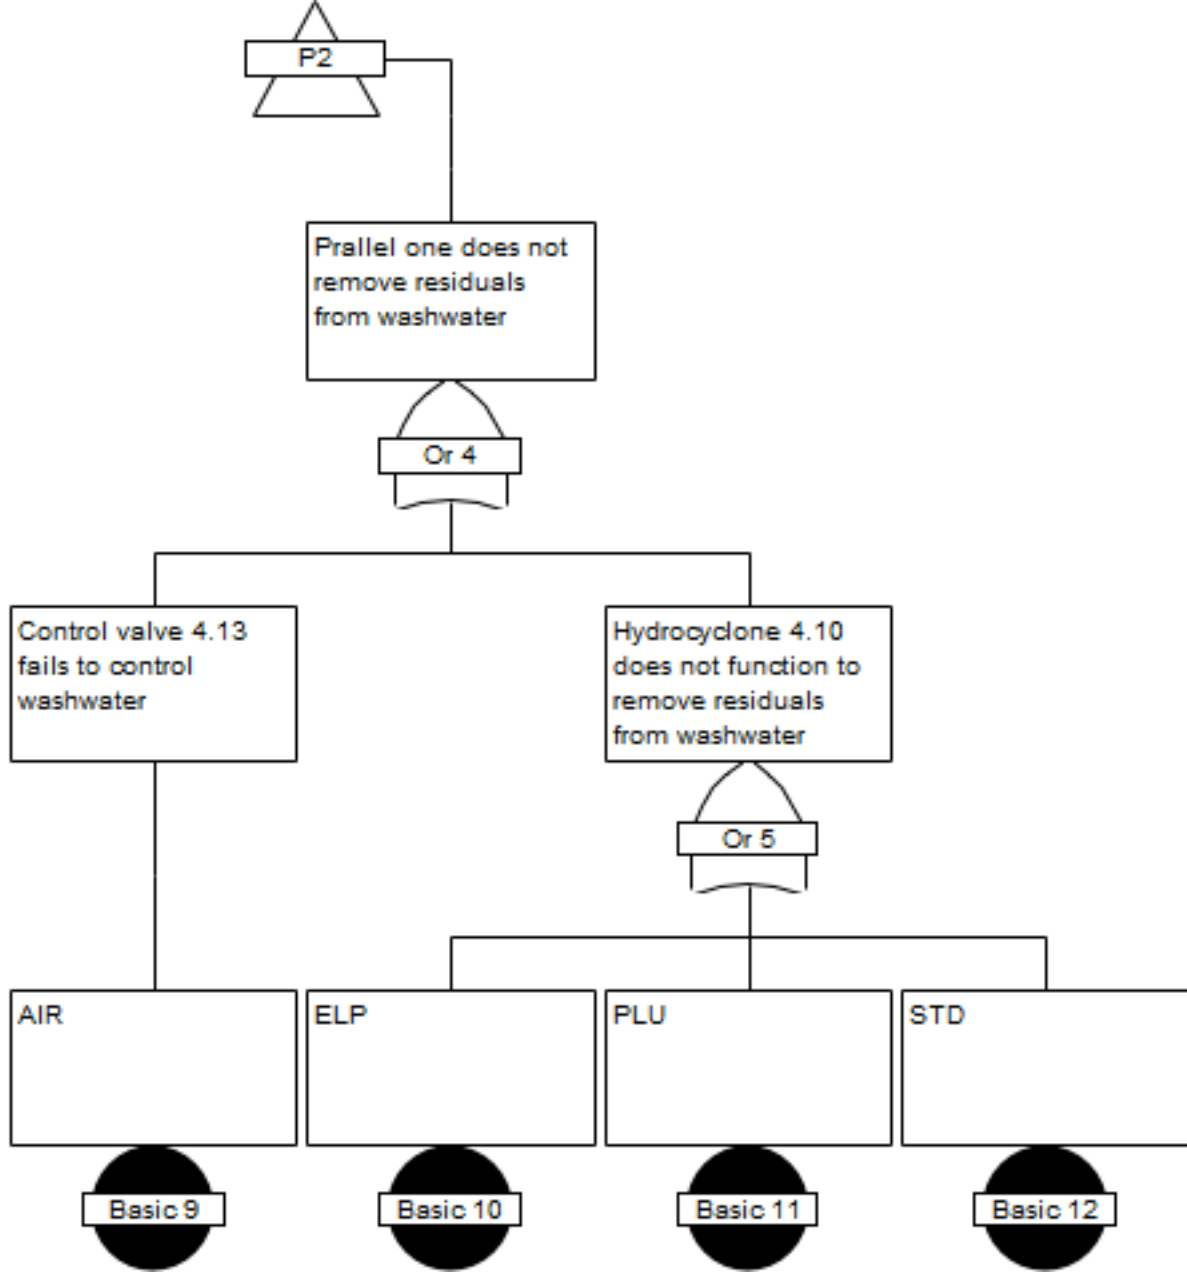 P2
Prallel one does not
remove residuals
from washwater
Or 4
Control valve 4.13
fails to control
washwater
Hydrocyclone 4.10
does not function to
remove residuals
from washwater
Or 5
AIR
ELP
PLU
STD
Basic 9
Basic 10
Basic 11
Basic 12